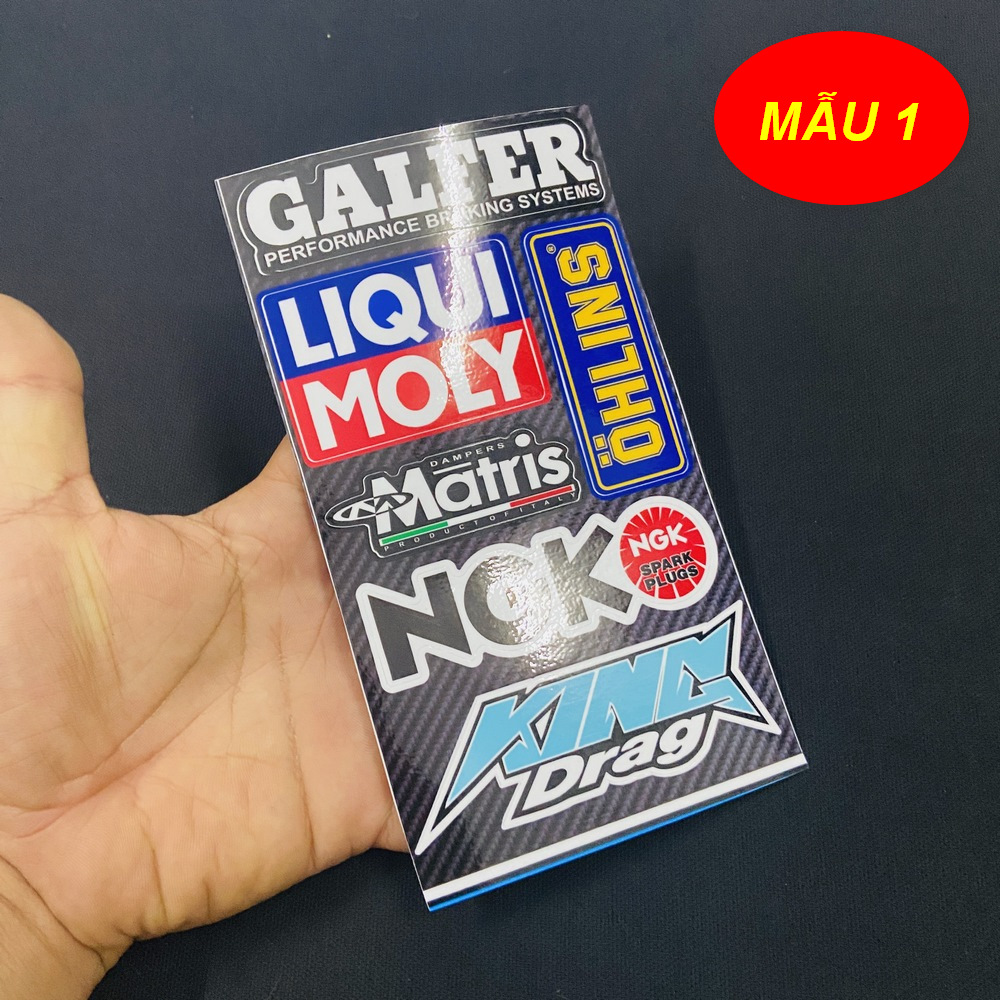 MẪU 1
GALFER
PERFORMANCE BRAKING SYSTEMS
LIQUI
MOLY
ÖHLINS®
DAMPERS
Mātris
PRODUCT OF ITALY
NGK
NGK
SPARK
PLUGS
KING
Drag